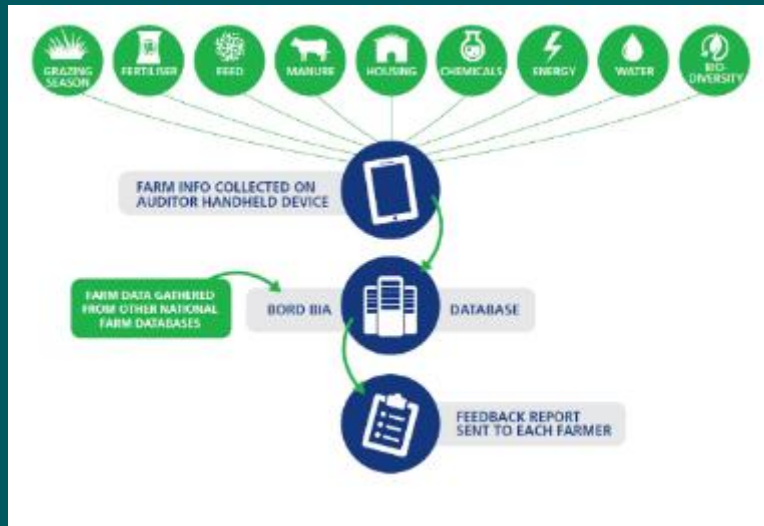 GRAZING
SEASON
FERTILISER
FEED
MANURE
HOUSING
CHEMICALS
ENERGY
WATER
BIO-
DIVERSITY
FARM INFO COLLECTED ON
AUDITOR HANDHELD DEVICE
FARM DATA GATHERED
FROM OTHER NATIONAL
FARM DATABASES
BORD BIA
DATABASE
FEEDBACK REPORT
SENT TO EACH FARMER